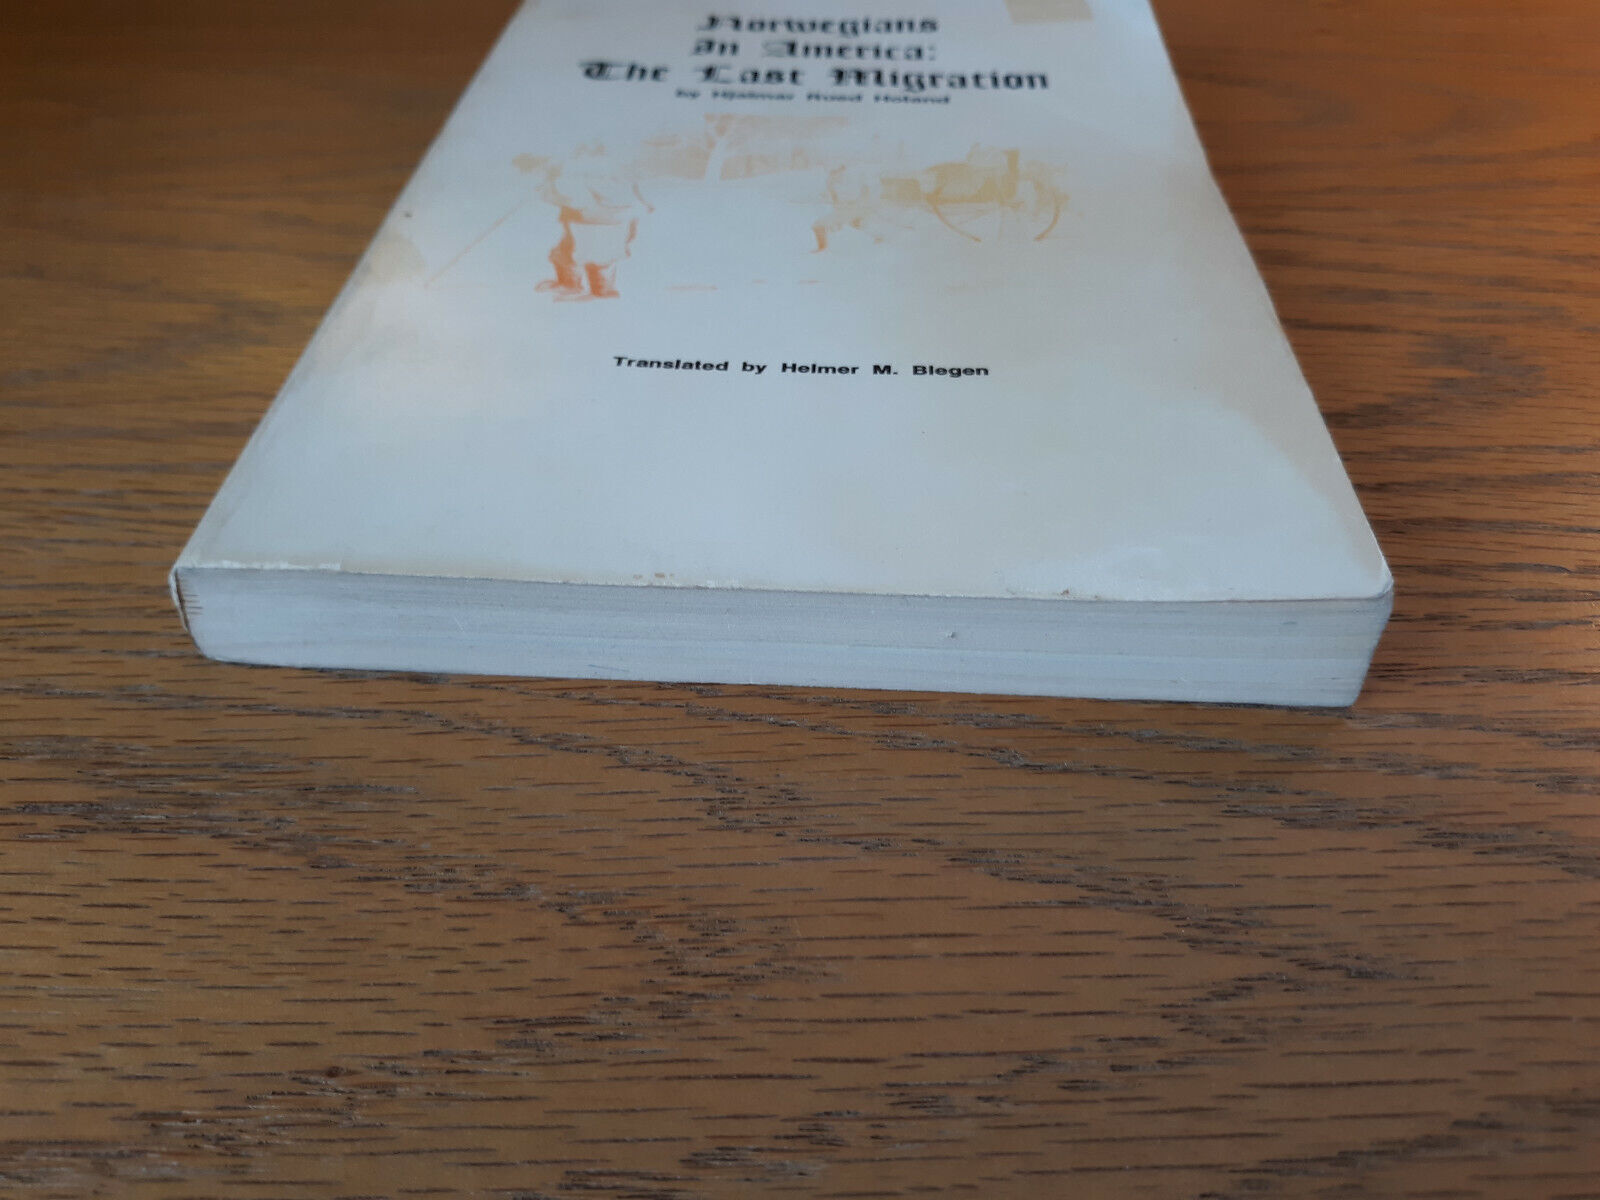 Norwegians
In America:
The Last Migration
by Hjalmar Rued Holand
Translated by Helmer M. Blegen